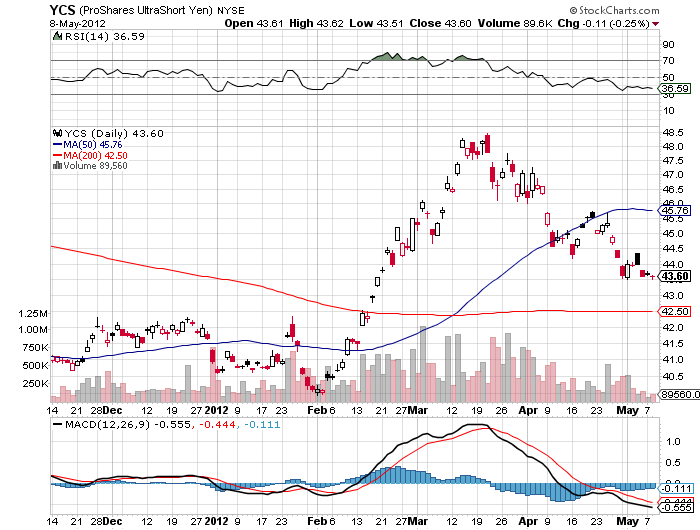 YCS (ProShares UltraShort Yen) NYSE © StockCharts.com
8-May-2012 Open 43.61 High 43.62 Low 43.51 Close 43.60 Volume 89.6K Chg -0.11 (-0.25%)
RSI(14) 36.59
90
70
50
36.59
30
10
YCS (Daily) 43.60
MA(50) 45.76
MA(200) 42.50
Volume 89,560
48.5
48.0
47.5
47.0
46.5
46.0
45.76
45.5
45.0
44.5
44.0
43.60
43.0
42.50
42.0
41.5
41.0
40.5
89560.0
1.25M
1.00M
750K
500K
250K
14 21 28 Dec 12 19 27 2012 9 17 23 Feb 6 13 21 27 Mar 12 19 26 Apr 9 16 23 May 7
MACD(12,26,9) -0.555, -0.444, -0.111
1.0
0.5
0.0
-0.111
-0.444
-0.555
14 21 28 Dec 12 19 27 2012 9 17 23 Feb 6 13 21 27 Mar 12 19 26 Apr 9 16 23 May 7